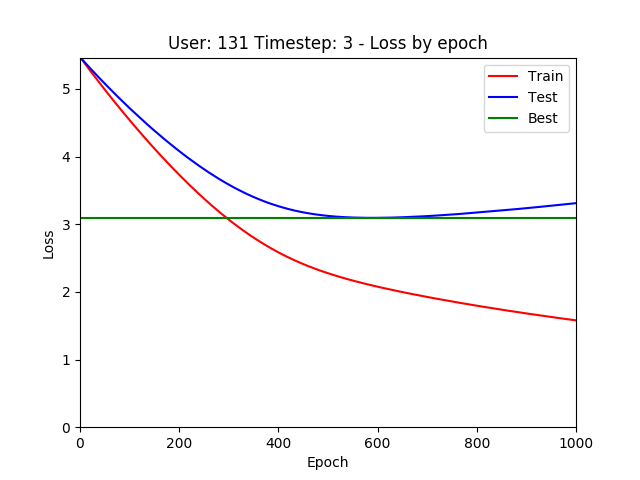 User: 131 Timestep: 3 - Loss by epoch
Train
Test
Best
5
4
3
2
1
0
Loss
0 200 400 600 800 1000
Epoch